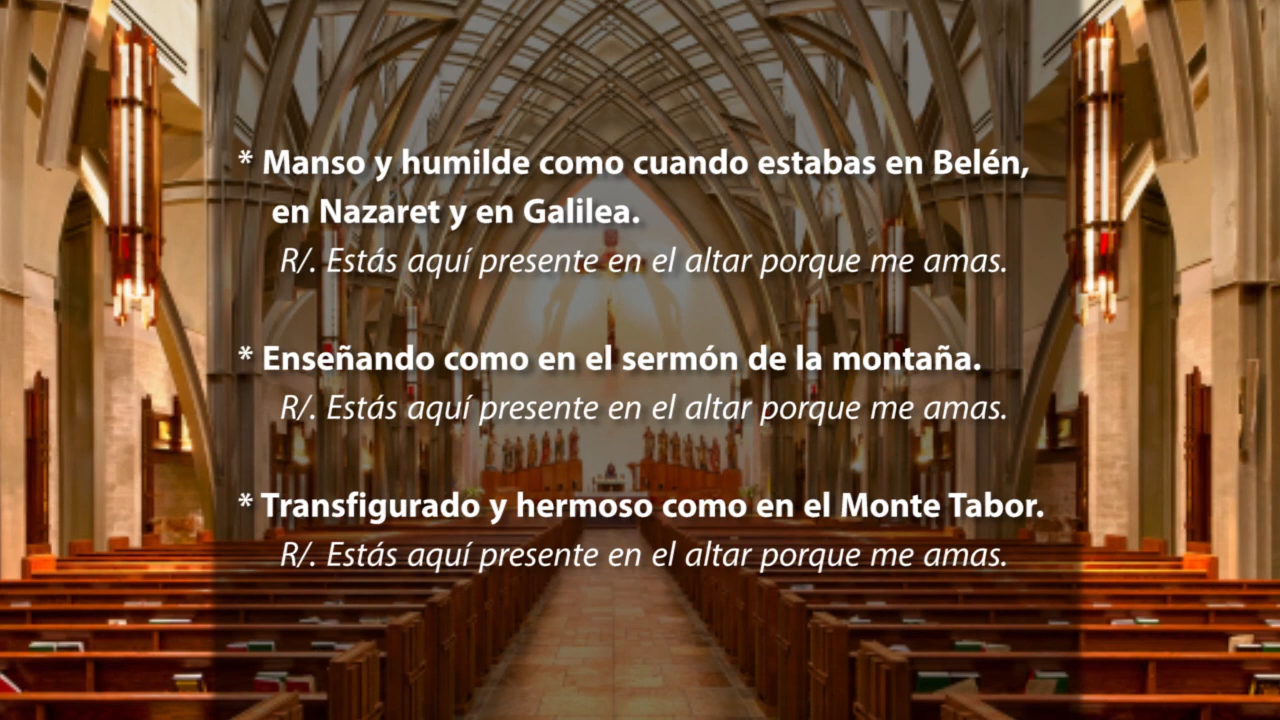 * Manso y humilde como cuando estabas en Belén,
en Nazaret y en Galilea.
R/. Estás aquí presente en el altar porque me amas.
* Enseñando como en el sermón de la montaña.
R/. Estás aquí presente en el altar porque me amas.
* Transfigurado y hermoso como en el Monte Tabor.
R/. Estás aquí presente en el altar porque me amas.